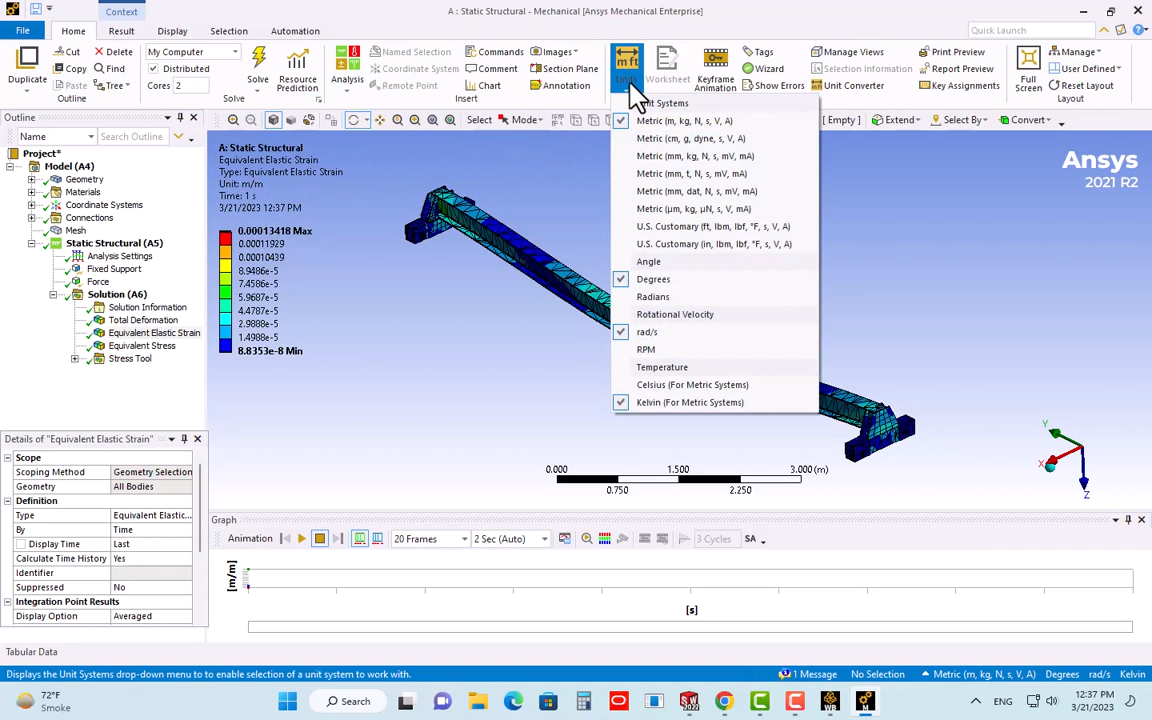 A : Static Structural - Mechanical [Ansys Mechanical Enterprise]
Context
File
Home
Result
Display
Selection
Automation
Quick Launch
Duplicate
Cut
Copy
Paste
Delete
Find
Tree
Outline
My Computer
Distributed
Cores 2
Solve
Resource Prediction
Solve
Analysis
Named Selection
Coordinate System
Remote Point
Commands
Comment
Chart
Images
Section Plane
Annotation
Insert
Units
Worksheet
Keyframe Animation
Tags
Wizard
Show Errors
Manage Views
Selection Information
Unit Converter
Print Preview
Report Preview
Key Assignments
Full Screen
Manage
User Defined
Reset Layout
Layout
Outline
Name
Search Outline
Select
Mode
[ Empty ]
Extend
Select By
Convert
Project*
Model (A4)
Geometry
Materials
Coordinate Systems
Connections
Mesh
Static Structural (A5)
Analysis Settings
Fixed Support
Force
Solution (A6)
Solution Information
Total Deformation
Equivalent Elastic Strain
Equivalent Stress
Stress Tool
A: Static Structural
Equivalent Elastic Strain
Type: Equivalent Elastic Strain
Unit: m/m
Time: 1 s
3/21/2023 12:37 PM
0.00013418 Max
0.00011929
0.00010439
8.9486e-5
7.4586e-5
5.9687e-5
4.4787e-5
2.9888e-5
1.4988e-5
8.8353e-8 Min
Unit Systems
Metric (m, kg, N, s, V, A)
Metric (cm, g, dyne, s, V, A)
Metric (mm, kg, N, s, mV, mA)
Metric (mm, t, N, s, mV, mA)
Metric (mm, dat, N, s, mV, mA)
Metric (µm, kg, µN, s, V, mA)
U.S. Customary (ft, lbm, lbf, °F, s, V, A)
U.S. Customary (in, lbm, lbf, °F, s, V, A)
Angle
Degrees
Radians
Rotational Velocity
rad/s
RPM
Temperature
Celsius (For Metric Systems)
Kelvin (For Metric Systems)
Ansys
2021 R2
0.000
1.500
3.000 (m)
0.750
2.250
Y
X
Z
Details of "Equivalent Elastic Strain"
Scope
Scoping Method Geometry Selection
Geometry All Bodies
Definition
Type Equivalent Elastic...
By Time
Display Time Last
Calculate Time History Yes
Identifier
Suppressed No
Integration Point Results
Display Option Averaged
Graph
Animation
20 Frames
2 Sec (Auto)
3 Cycles
SA
[m/m]
[s]
Tabular Data
Displays the Unit Systems drop-down menu to to enable selection of a unit system to work with.
1 Message
No Selection
Metric (m, kg, N, s, V, A)
Degrees
rad/s
Kelvin
72°F
Smoke
Search
ENG
12:37 PM
3/21/2023